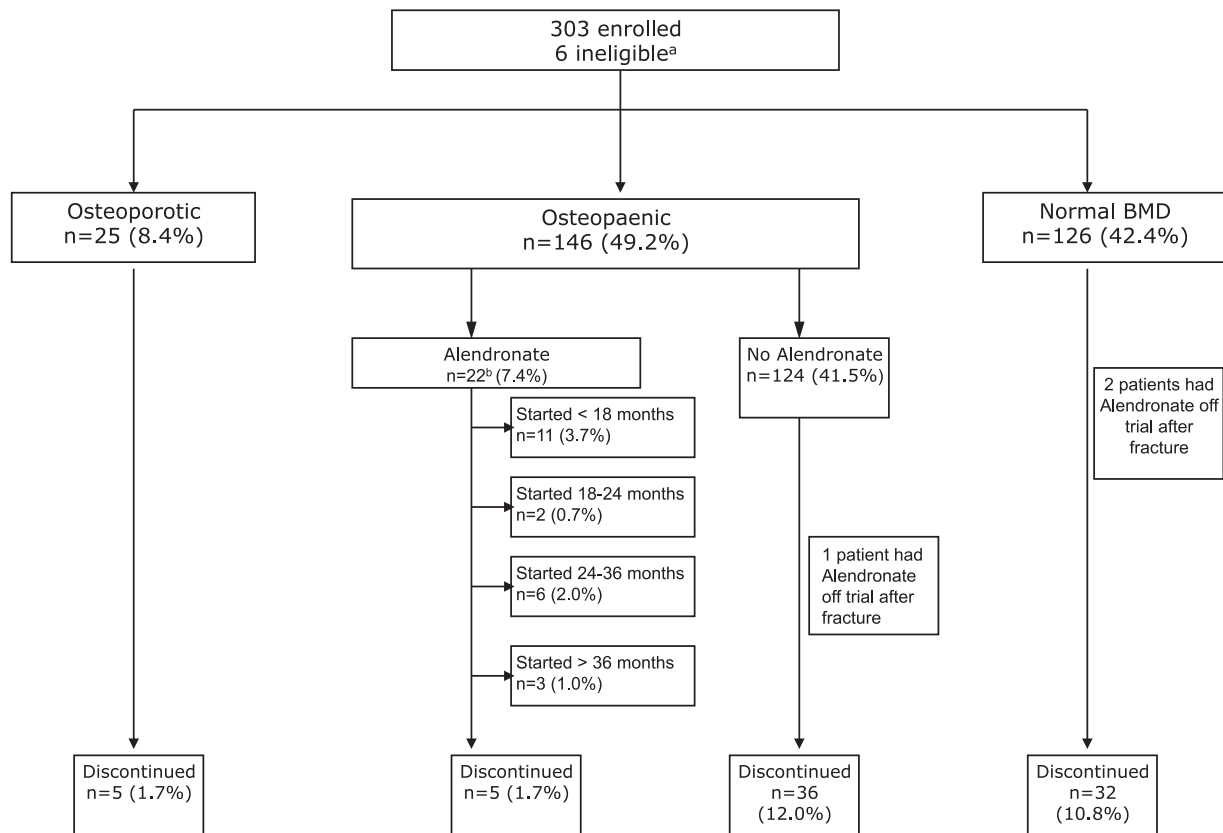 303 enrolled
6 ineligibleᵃ
Osteoporotic
n=25 (8.4%)
Osteopaenic
n=146 (49.2%)
Normal BMD
n=126 (42.4%)
Alendronate
n=22ᵇ (7.4%)
No Alendronate
n=124 (41.5%)
Started < 18 months
n=11 (3.7%)
Started 18-24 months
n=2 (0.7%)
Started 24-36 months
n=6 (2.0%)
Started > 36 months
n=3 (1.0%)
1 patient had
Alendronate
off trial after
fracture
2 patients had
Alendronate off
trial after
fracture
Discontinued
n=5 (1.7%)
Discontinued
n=5 (1.7%)
Discontinued
n=36
(12.0%)
Discontinued
n=32
(10.8%)